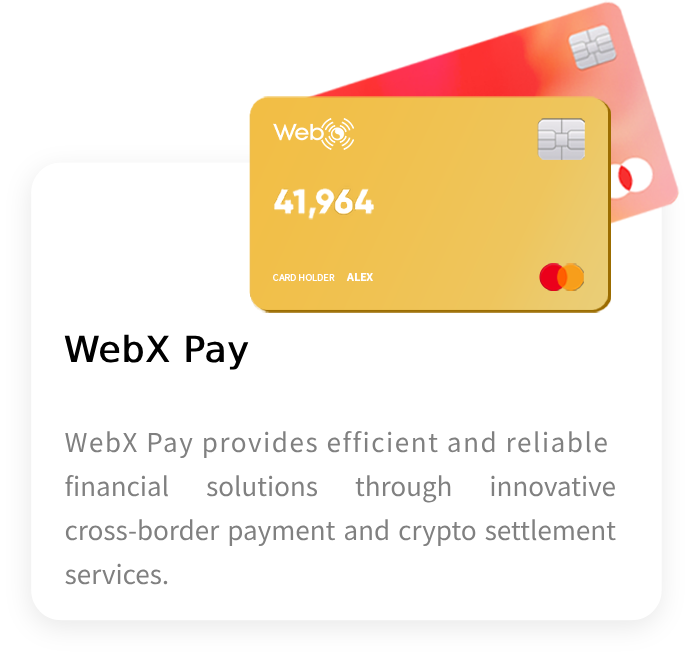 Web
41,964
CARD HOLDER ALEX
WebX Pay
WebX Pay provides efficient and reliable
financial solutions through innovative
cross-border payment and crypto settlement
services.